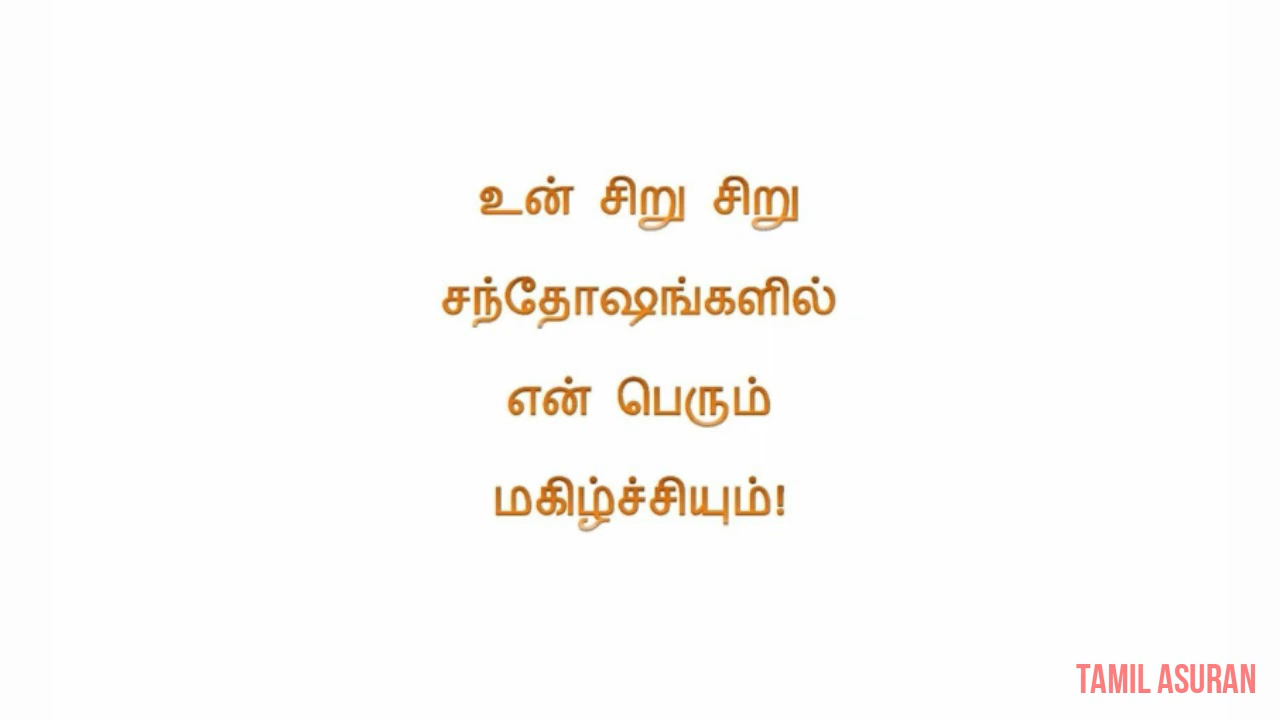 உன் சிறு சிறு
சந்தோஷங்களில்
என் பெரும்
மகிழ்ச்சியும்!
TAMIL ASURAN